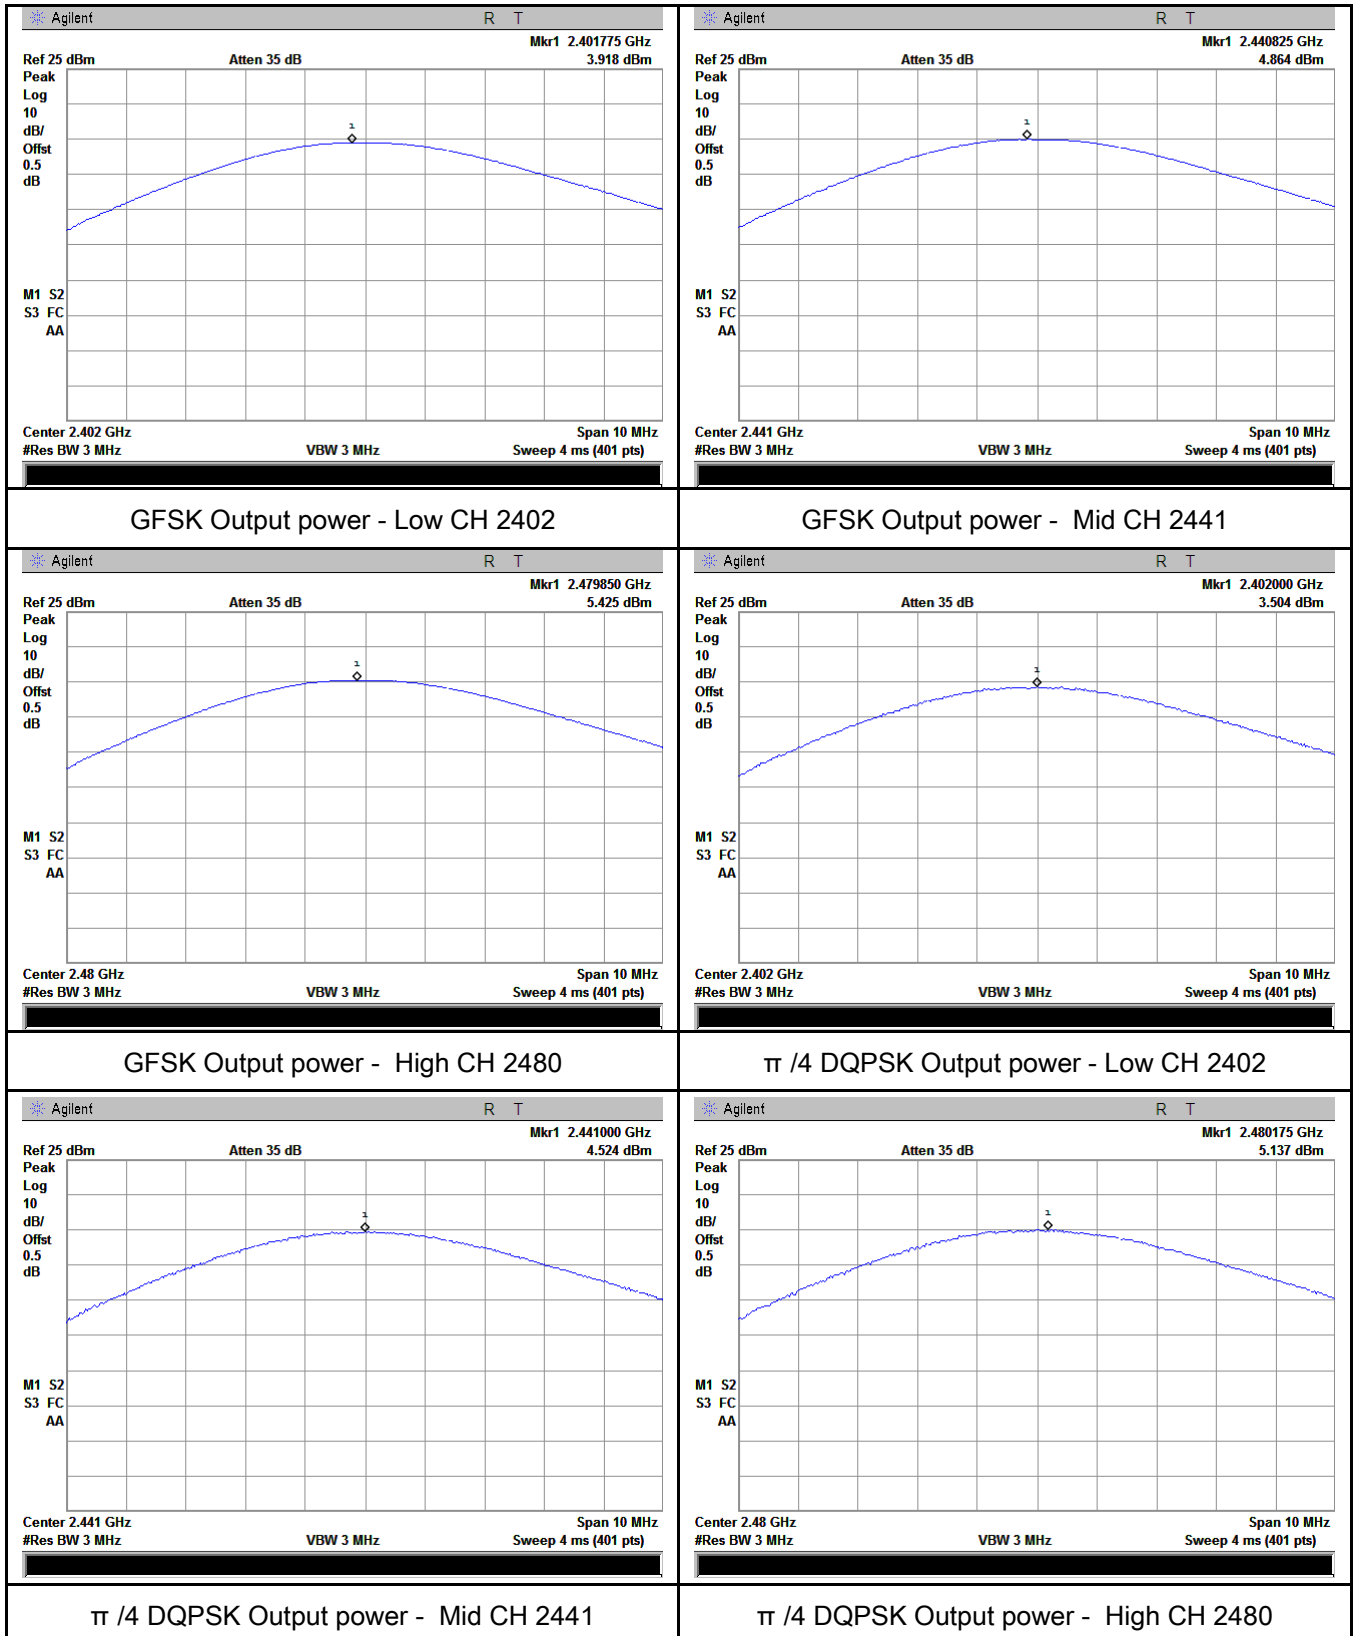 Agilent R T
Mkr1 2.401775 GHz
Ref 25 dBm Atten 35 dB 3.918 dBm
Peak
Log
10
dB/
Offst
0.5
dB
1
M1 S2
S3 FC
AA
Center 2.402 GHz Span 10 MHz
#Res BW 3 MHz VBW 3 MHz Sweep 4 ms (401 pts)
GFSK Output power - Low CH 2402
Agilent R T
Mkr1 2.440825 GHz
Ref 25 dBm Atten 35 dB 4.864 dBm
Peak
Log
10
dB/
Offst
0.5
dB
1
M1 S2
S3 FC
AA
Center 2.441 GHz Span 10 MHz
#Res BW 3 MHz VBW 3 MHz Sweep 4 ms (401 pts)
GFSK Output power - Mid CH 2441
Agilent R T
Mkr1 2.479850 GHz
Ref 25 dBm Atten 35 dB 5.425 dBm
Peak
Log
10
dB/
Offst
0.5
dB
1
M1 S2
S3 FC
AA
Center 2.48 GHz Span 10 MHz
#Res BW 3 MHz VBW 3 MHz Sweep 4 ms (401 pts)
GFSK Output power - High CH 2480
Agilent R T
Mkr1 2.402000 GHz
Ref 25 dBm Atten 35 dB 3.504 dBm
Peak
Log
10
dB/
Offst
0.5
dB
1
M1 S2
S3 FC
AA
Center 2.402 GHz Span 10 MHz
#Res BW 3 MHz VBW 3 MHz Sweep 4 ms (401 pts)
π /4 DQPSK Output power - Low CH 2402
Agilent R T
Mkr1 2.441000 GHz
Ref 25 dBm Atten 35 dB 4.524 dBm
Peak
Log
10
dB/
Offst
0.5
dB
1
M1 S2
S3 FC
AA
Center 2.441 GHz Span 10 MHz
#Res BW 3 MHz VBW 3 MHz Sweep 4 ms (401 pts)
π /4 DQPSK Output power - Mid CH 2441
Agilent R T
Mkr1 2.480175 GHz
Ref 25 dBm Atten 35 dB 5.137 dBm
Peak
Log
10
dB/
Offst
0.5
dB
1
M1 S2
S3 FC
AA
Center 2.48 GHz Span 10 MHz
#Res BW 3 MHz VBW 3 MHz Sweep 4 ms (401 pts)
π /4 DQPSK Output power - High CH 2480